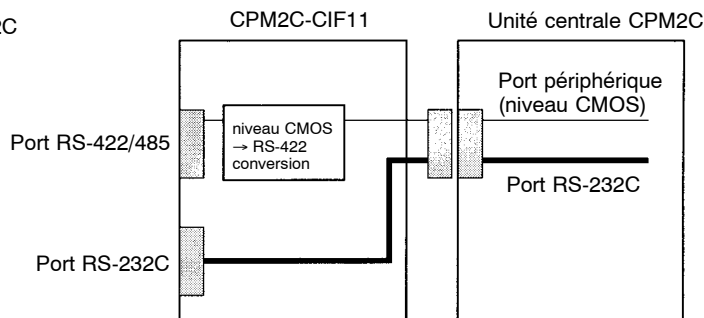 2C
CPM2C-CIF11
Unité centrale CPM2C
Port périphérique
(niveau CMOS)
Port RS-422/485
niveau CMOS
→ RS-422
conversion
Port RS-232C
Port RS-232C